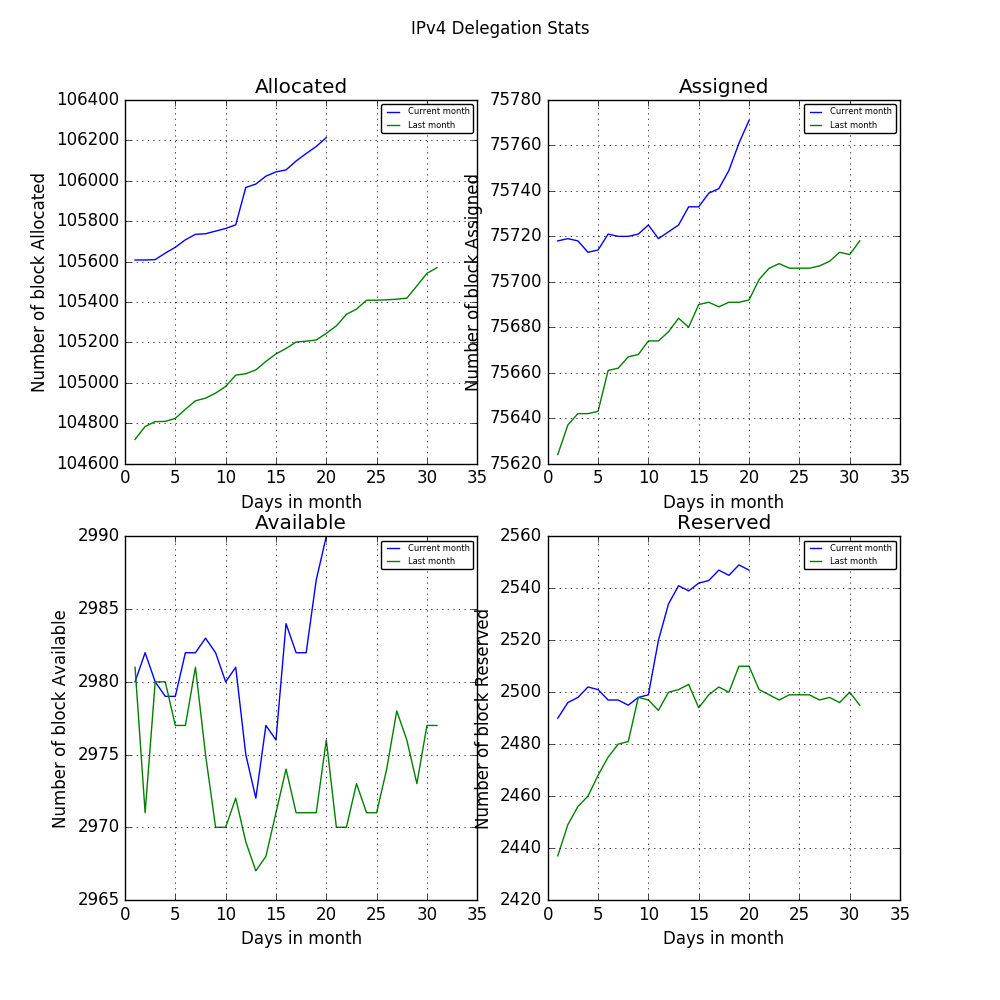 IPv4 Delegation Stats
Allocated
Number of block Allocated
106400
106200
106000
105800
105600
105400
105200
105000
104800
104600
Current month
Last month
0 5 10 15 20 25 30 35
Days in month
Assigned
Number of block Assigned
75780
75760
75740
75720
75700
75680
75660
75640
75620
Current month
Last month
0 5 10 15 20 25 30 35
Days in month
Available
Number of block Available
2990
2985
2980
2975
2970
2965
Current month
Last month
0 5 10 15 20 25 30 35
Days in month
Reserved
Number of block Reserved
2560
2540
2520
2500
2480
2460
2440
2420
Current month
Last month
0 5 10 15 20 25 30 35
Days in month